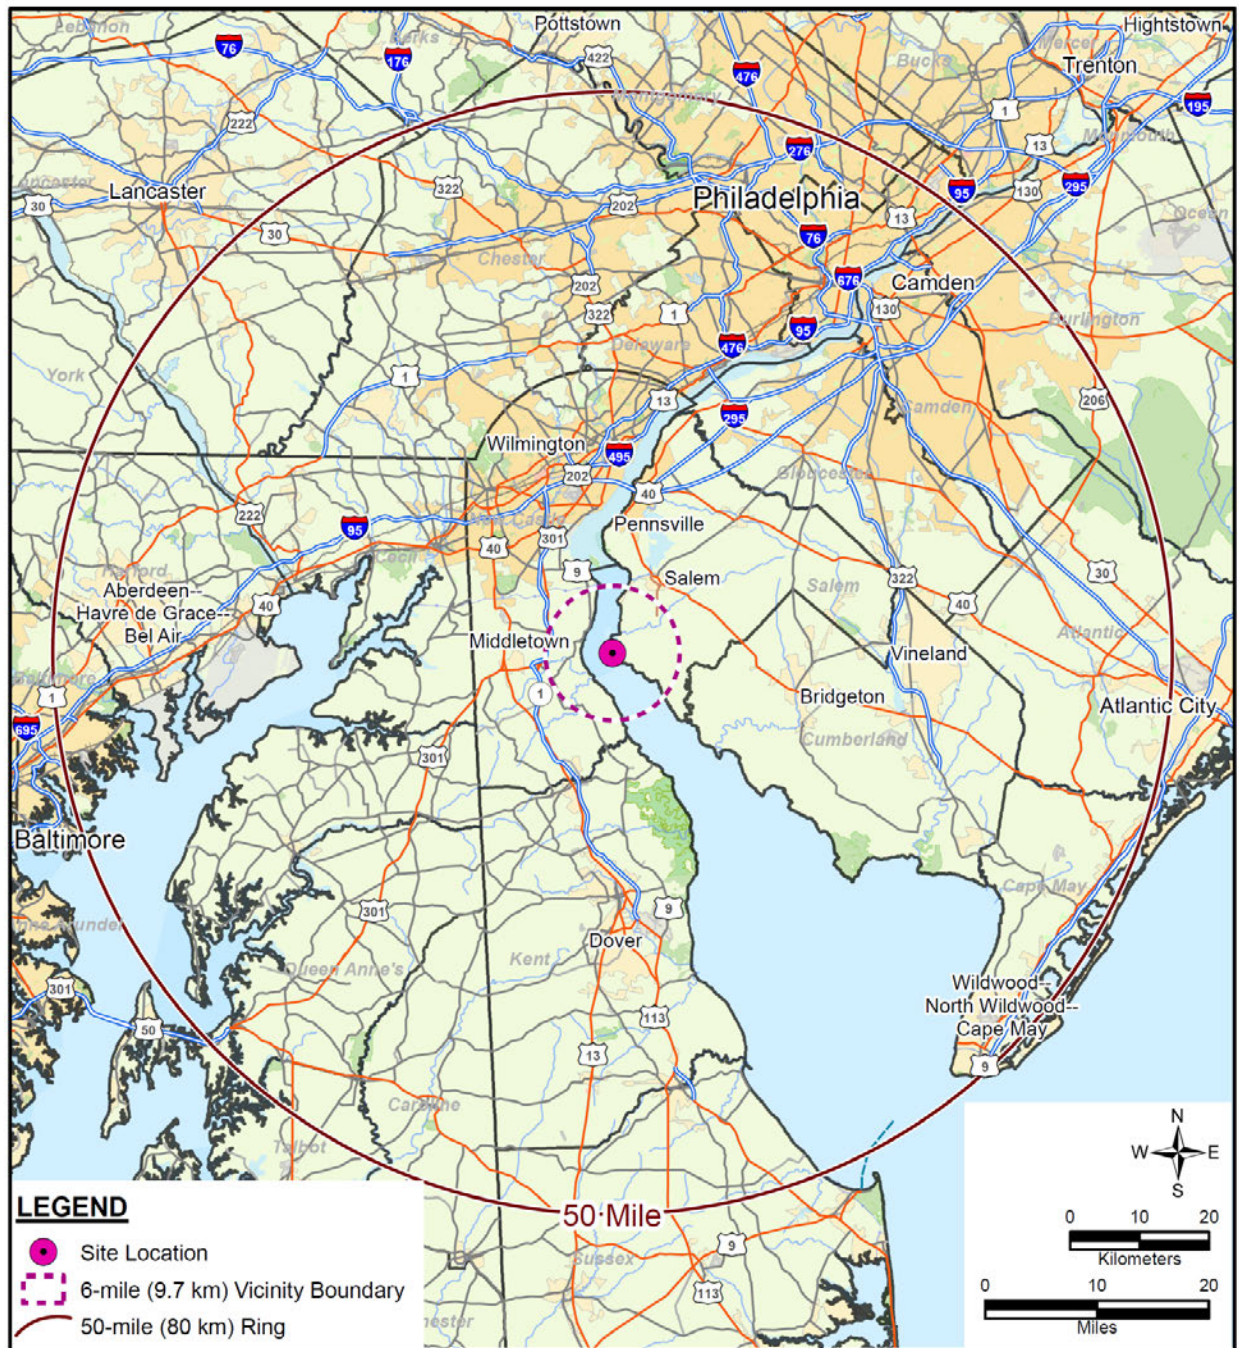 Pottstown
Hightstown
Lebanon
Berks
Mercer
Bucks
Trenton
76
176
422
476
195
Montgomery
1
222
13
Monmouth
276
Lancaster
322
95
130
295
30
202
Philadelphia
13
Ocean
30
76
Chester
202
676
Camden
322
1
130
95
Burlington
Delaware
476
York
1
206
13
295
Camden
Wilmington
495
202
Gloucester
40
222
95
Pennsville
40
301
Cecil
9
Salem
322
30
Harford
Salem
Aberdeen--
Havre de Grace--
Bel Air
40
40
Middletown
Vineland
Atlantic
Baltimore
1
1
Bridgeton
Atlantic City
695
301
Cumberland
Baltimore
Cape May
301
9
Dover
Kent
Queen Anne's
Wildwood--
North Wildwood--
Cape May
301
50
113
13
9
Caroline
Talbot
50 Mile
9
Sussex
113
N
W
E
S
0 10 20
Kilometers
0 10 20
Miles
LEGEND
Site Location
6-mile (9.7 km) Vicinity Boundary
50-mile (80 km) Ring